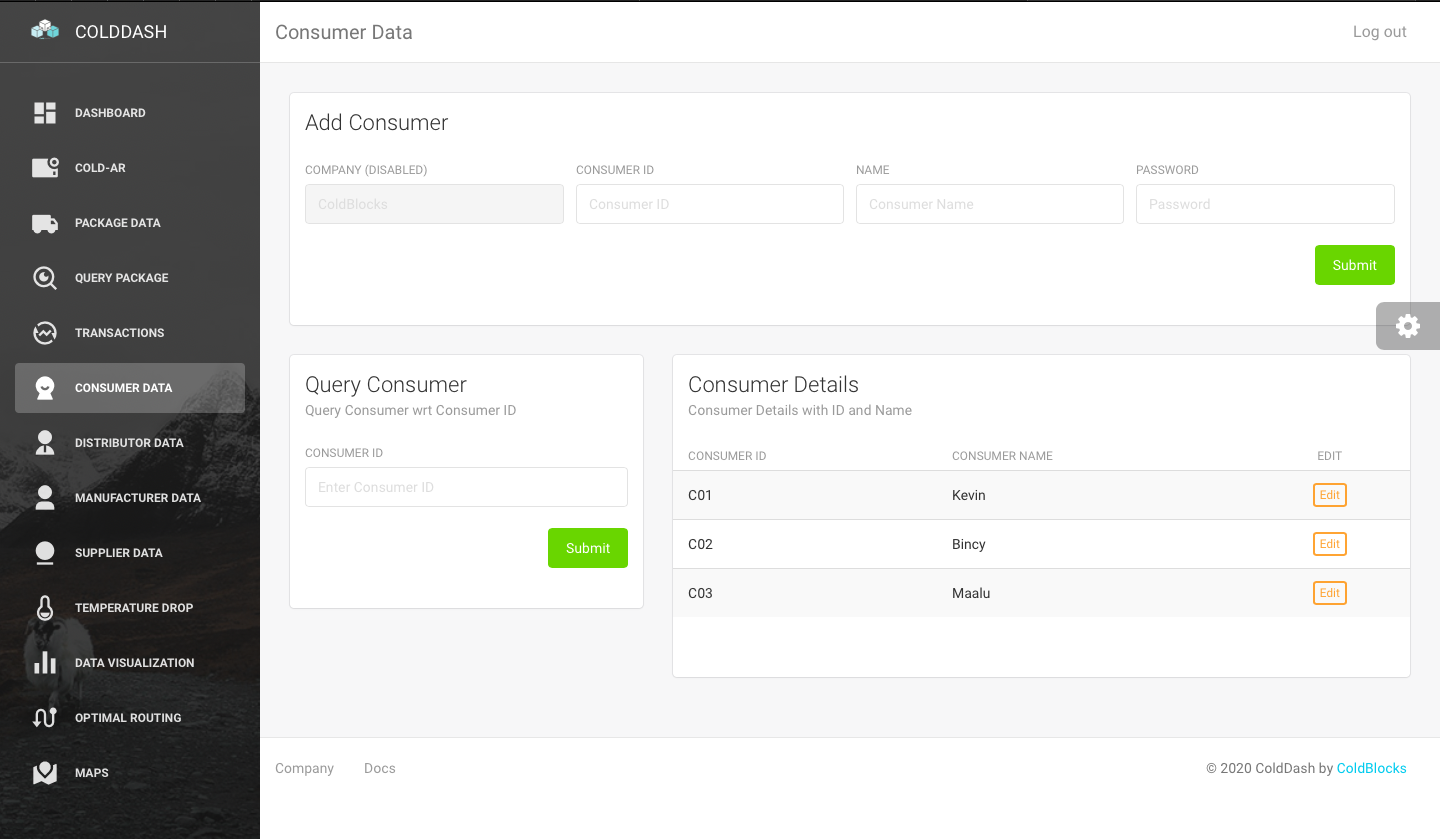 COLDDASH
DASHBOARD
COLD-AR
PACKAGE DATA
QUERY PACKAGE
TRANSACTIONS
CONSUMER DATA
DISTRIBUTOR DATA
MANUFACTURER DATA
SUPPLIER DATA
TEMPERATURE DROP
DATA VISUALIZATION
OPTIMAL ROUTING
MAPS
Consumer Data Log out
Add Consumer
COMPANY (DISABLED) CONSUMER ID NAME PASSWORD
ColdBlocks Consumer ID Consumer Name Password
Submit
Query Consumer
Query Consumer wrt Consumer ID
CONSUMER ID
Enter Consumer ID
Submit
Consumer Details
Consumer Details with ID and Name
CONSUMER ID CONSUMER NAME EDIT
C01 Kevin Edit
C02 Bincy Edit
C03 Maalu Edit
Company Docs © 2020 ColdDash by ColdBlocks